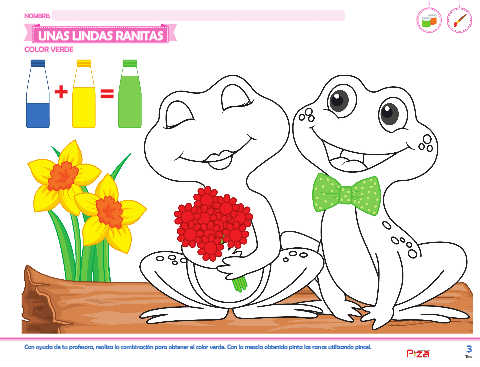 NOMBRE:
UNAS LINDAS RANITAS
COLOR VERDE
+ =
Con ayuda de tu profesora, realiza la combinación para obtener el color verde. Con la mezcla obtenida pinta las ranas utilizando pincel.
3